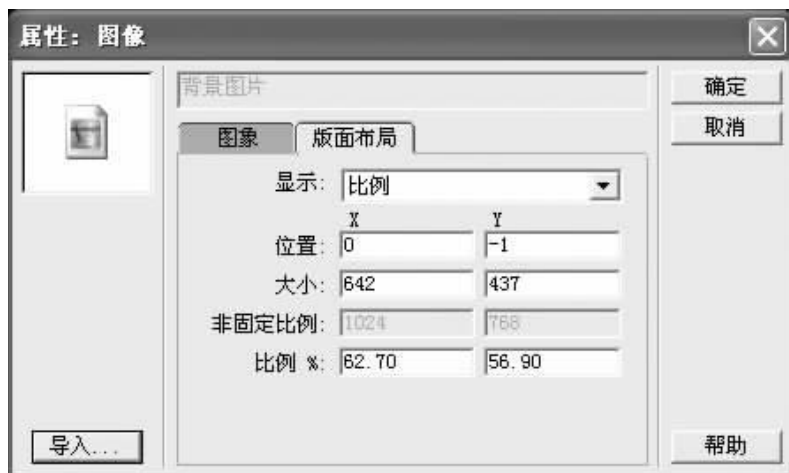 属性: 图像
背景图片
确定
取消
图象 版面布局
显示: 比例
X Y
位置: 0 -1
大小: 642 437
非固定比例: 1024 768
比例 %: 62.70 56.90
导入...
帮助